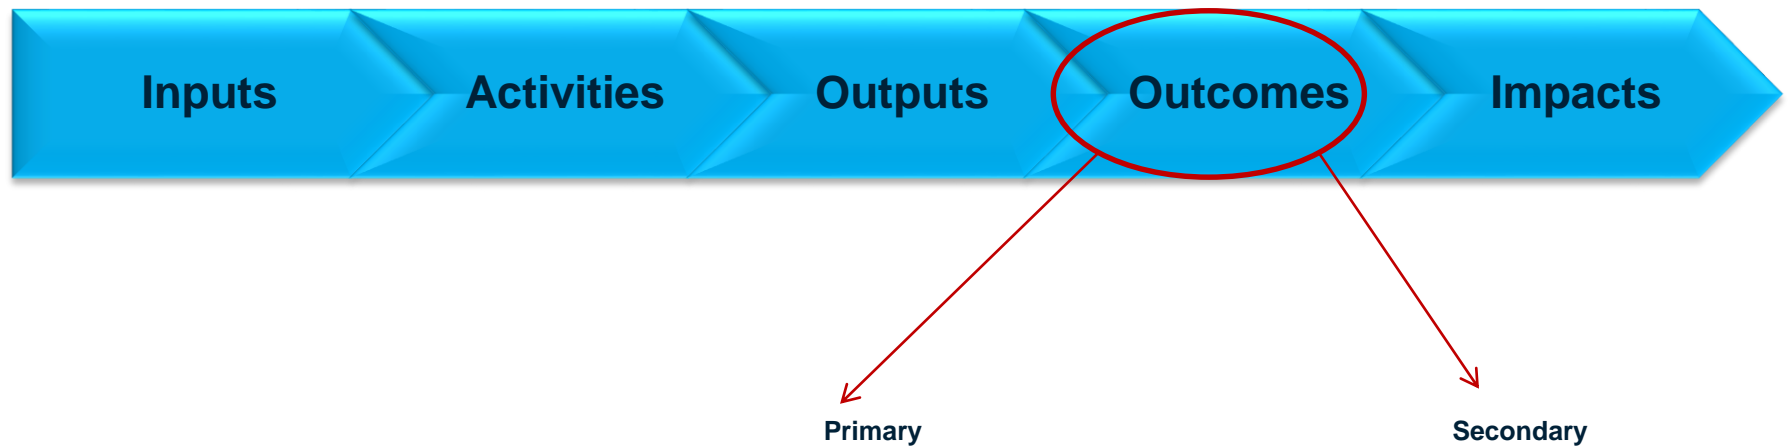 Inputs Activities Outputs Outcomes Impacts
Primary Secondary